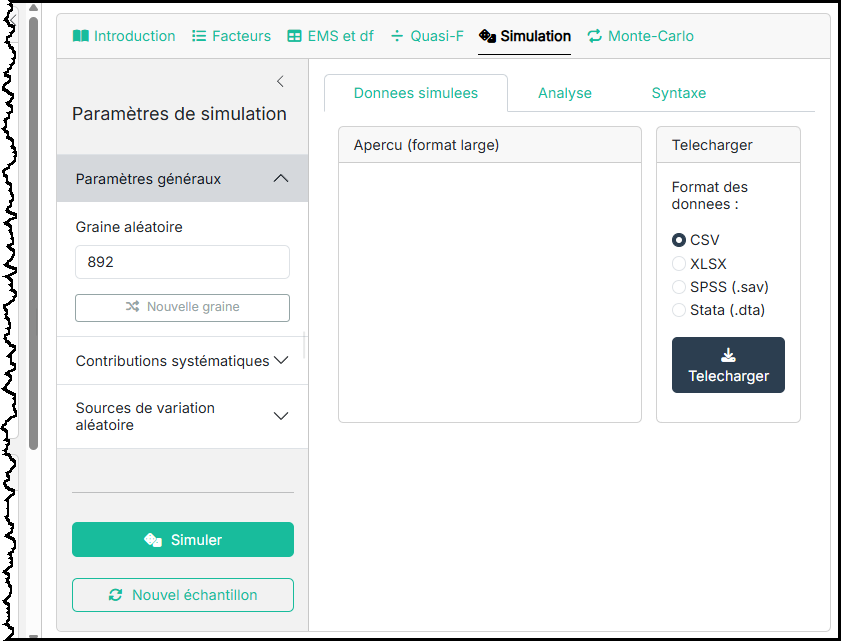 Introduction Facteurs EMS et df Quasi-F Simulation Monte-Carlo
Paramètres de simulation
Paramètres généraux
Graine aléatoire
892
Nouvelle graine
Contributions systématiques
Sources de variation
aléatoire
Simuler
Nouvel échantillon
Donnees simulees Analyse Syntaxe
Apercu (format large)
Telecharger
Format des
donnees :
CSV
XLSX
SPSS (.sav)
Stata (.dta)
Telecharger